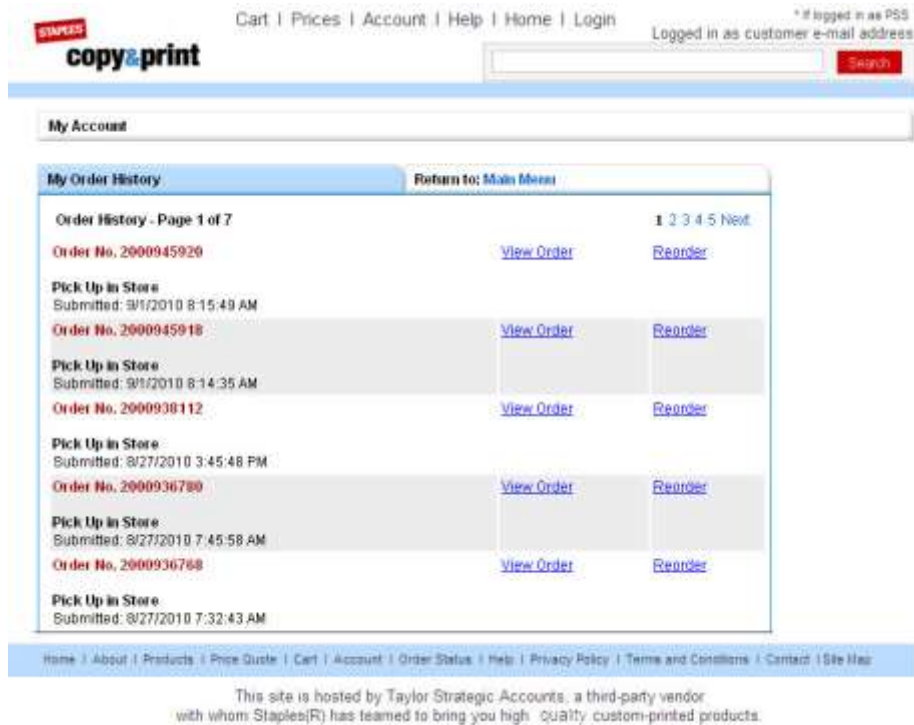 Cart | Prices | Account | Help | Home | Login
* If logged in as PSS
Logged in as customer e-mail address
STAPLES
copy&print
Search
My Account
My Order History
Return to: Main Menu
Order History - Page 1 of 7
1 2 3 4 5 Next
Order No. 2000945920 View Order Reorder
Pick Up in Store
Submitted: 9/1/2010 8:15:49 AM
Order No. 2000945918 View Order Reorder
Pick Up in Store
Submitted: 9/1/2010 8:14:35 AM
Order No. 2000938112 View Order Reorder
Pick Up in Store
Submitted: 8/27/2010 3:45:48 PM
Order No. 2000936780 View Order Reorder
Pick Up in Store
Submitted: 8/27/2010 7:45:58 AM
Order No. 2000936768 View Order Reorder
Pick Up in Store
Submitted: 8/27/2010 7:32:43 AM
Home | About | Products | Price Quote | Cart | Account | Order Status | Help | Privacy Policy | Terms and Conditions | Contact | Site Map
This site is hosted by Taylor Strategic Accounts, a third-party vendor
with whom Staples(R) has teamed to bring you high quality custom-printed products.